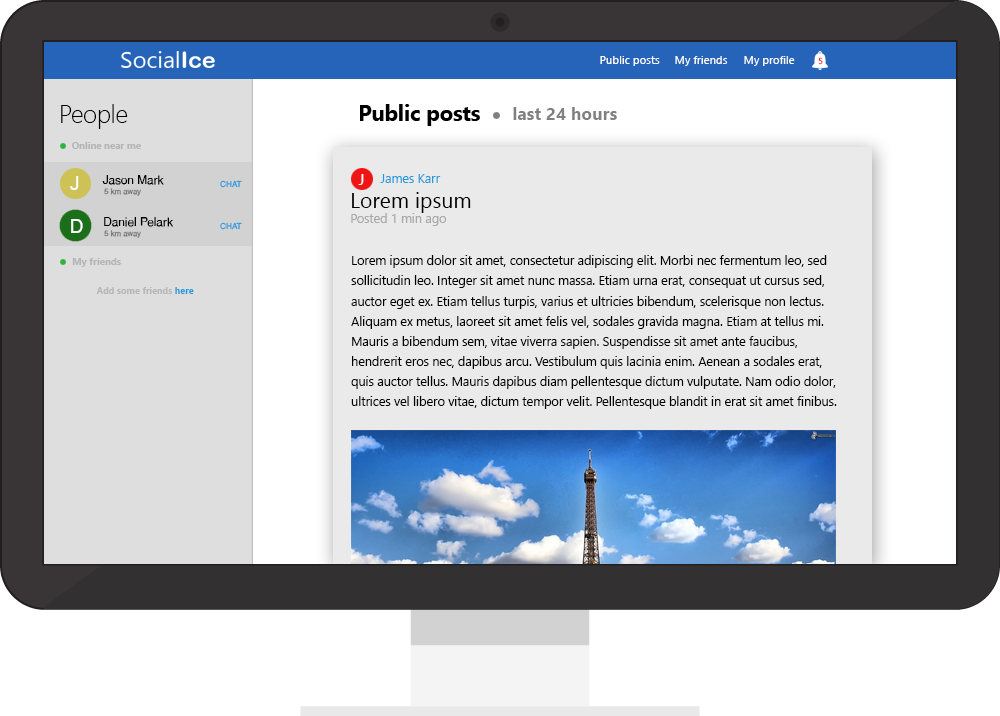 SocialIce
Public posts
My friends
My profile
5
People
Online near me
J
Jason Mark
5 km away
CHAT
D
Daniel Pelark
5 km away
CHAT
My friends
Add some friends here
Public posts • last 24 hours
J
James Karr
Lorem ipsum
Posted 1 min ago
Lorem ipsum dolor sit amet, consectetur adipiscing elit. Morbi nec fermentum leo, sed
sollicitudin leo. Integer sit amet nunc massa. Etiam urna erat, consequat ut cursus sed,
auctor eget ex. Etiam tellus turpis, varius et ultricies bibendum, scelerisque non lectus.
Aliquam ex metus, laoreet sit amet felis vel, sodales gravida magna. Etiam at tellus mi.
Mauris a bibendum sem, vitae viverra sapien. Suspendisse sit amet ante faucibus,
hendrerit eros nec, dapibus arcu. Vestibulum quis lacinia enim. Aenean a sodales erat,
quis auctor tellus. Mauris dapibus diam pellentesque dictum vulputate. Nam odio dolor,
ultrices vel libero vitae, dictum tempor velit. Pellentesque blandit in erat sit amet finibus.